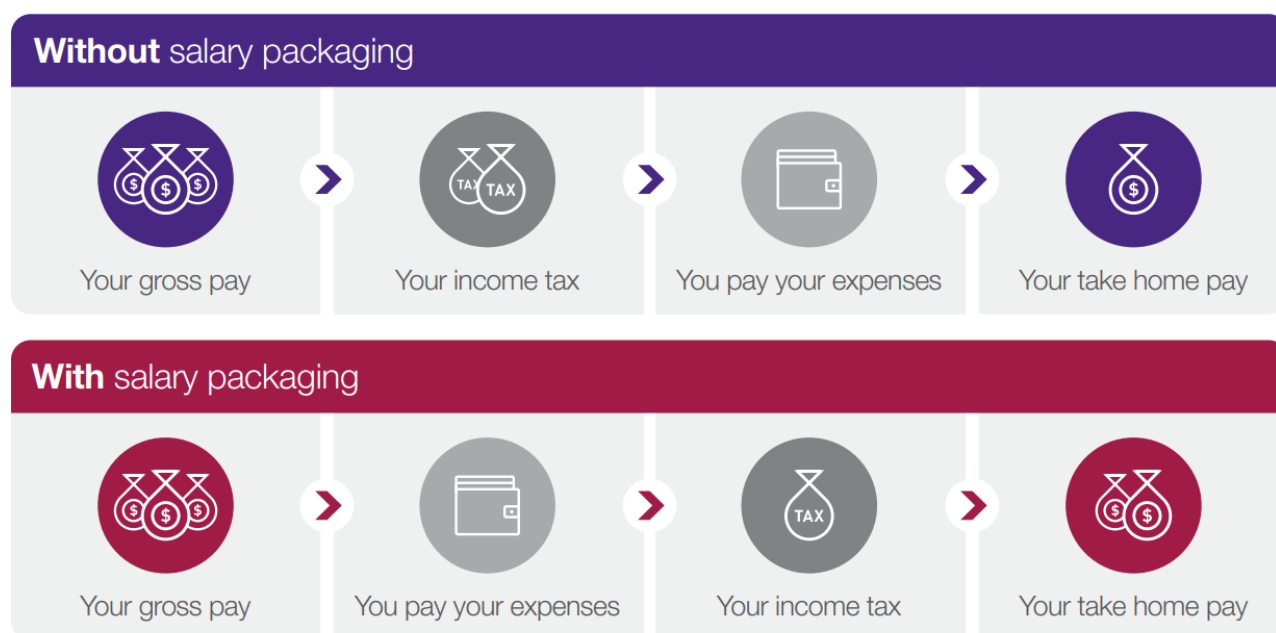 Without salary packaging
$ $ $
TAX TAX
$
Your gross pay
Your income tax
You pay your expenses
Your take home pay
With salary packaging
$ $ $
TAX
$ $
Your gross pay
You pay your expenses
Your income tax
Your take home pay